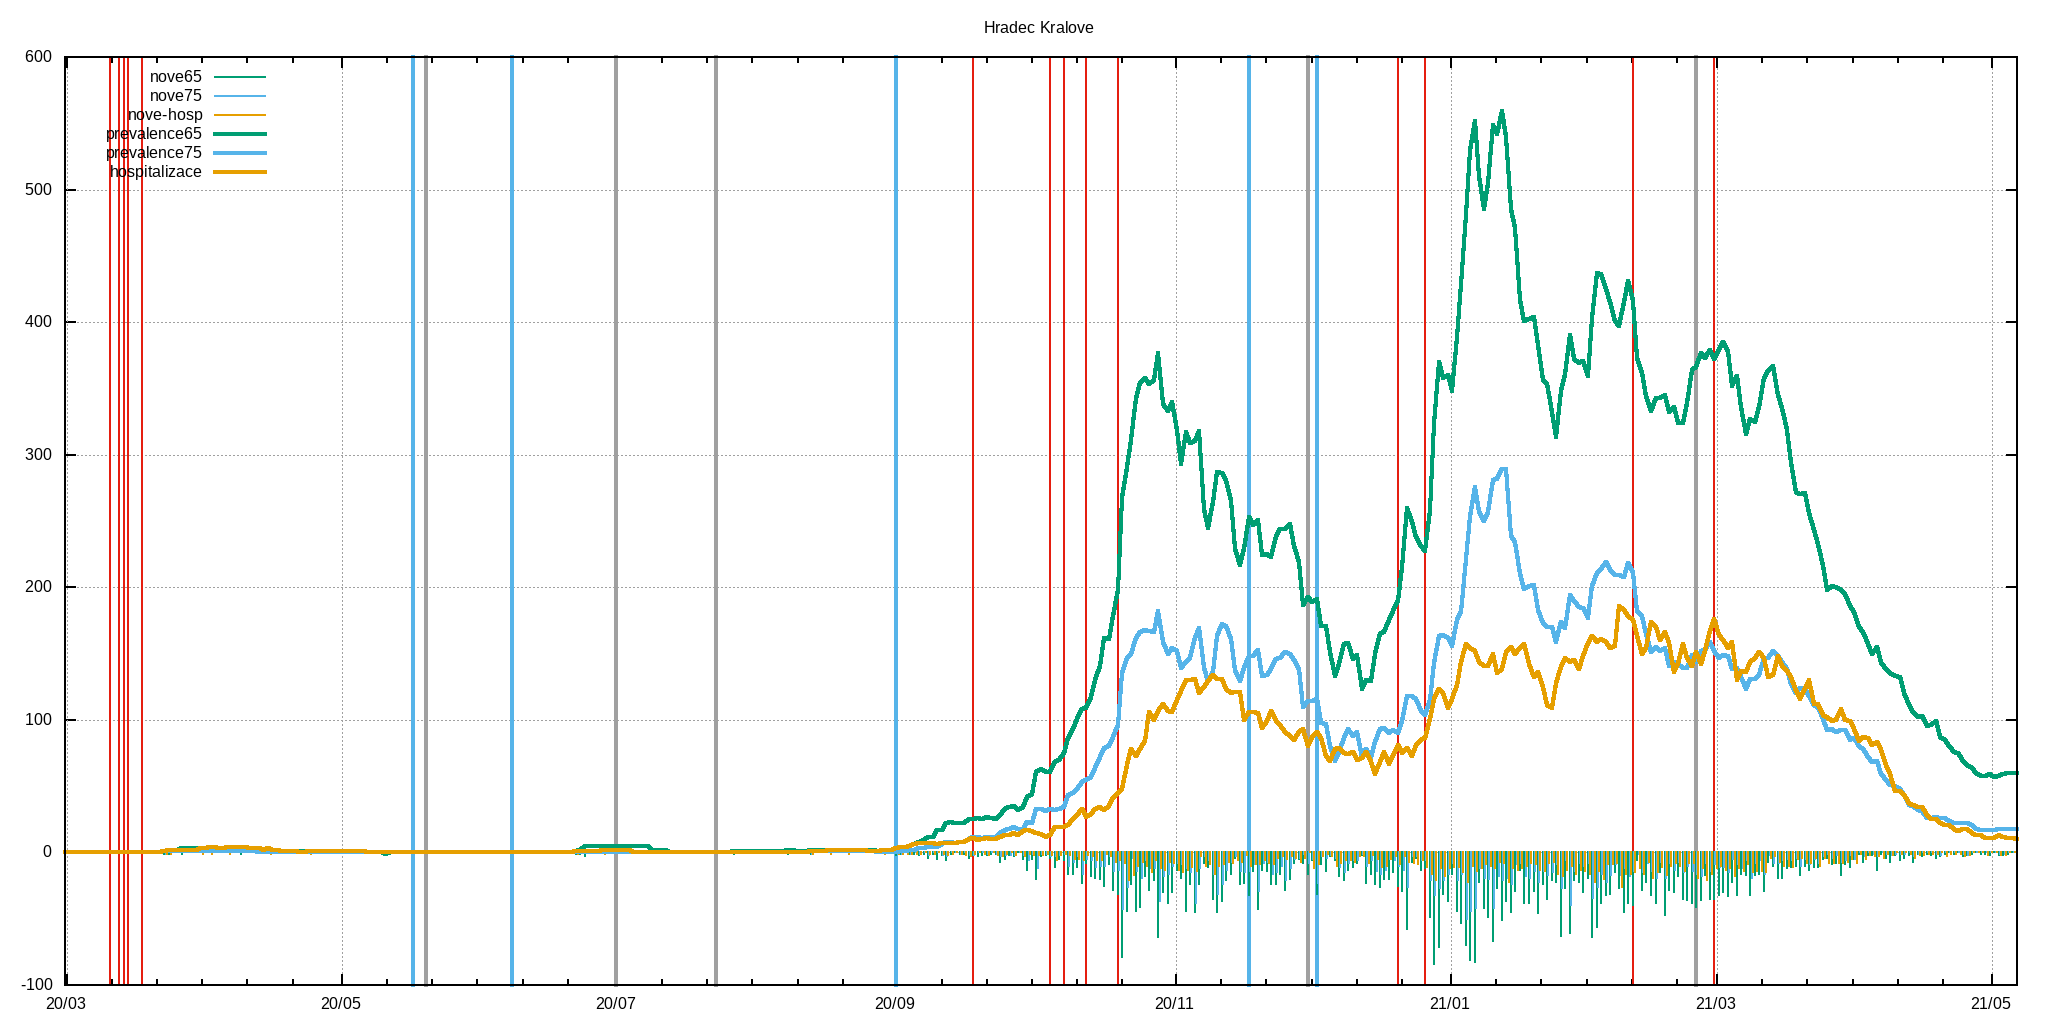 Hradec Kralove
600
500
400
300
200
100
0
-100
nove65
nove75
nove-hosp
prevalence65
prevalence75
hospitalizace
20/03 20/05 20/07 20/09 20/11 21/01 21/03 21/05